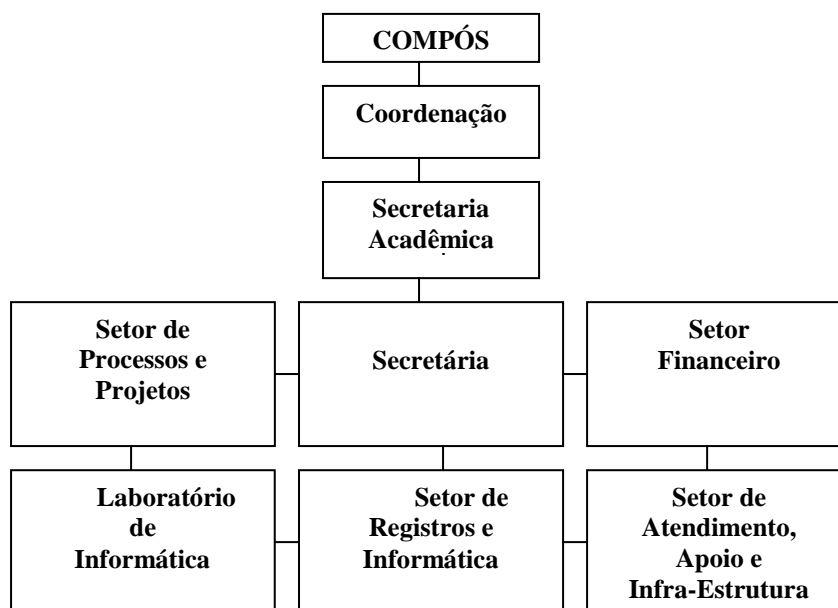 COMPÓS
Coordenação
Secretaria
Acadêmica
Setor de
Processos e
Projetos
Secretária
Setor
Financeiro
Laboratório
de
Informática
Setor de
Registros e
Informática
Setor de
Atendimento,
Apoio e
Infra-Estrutura